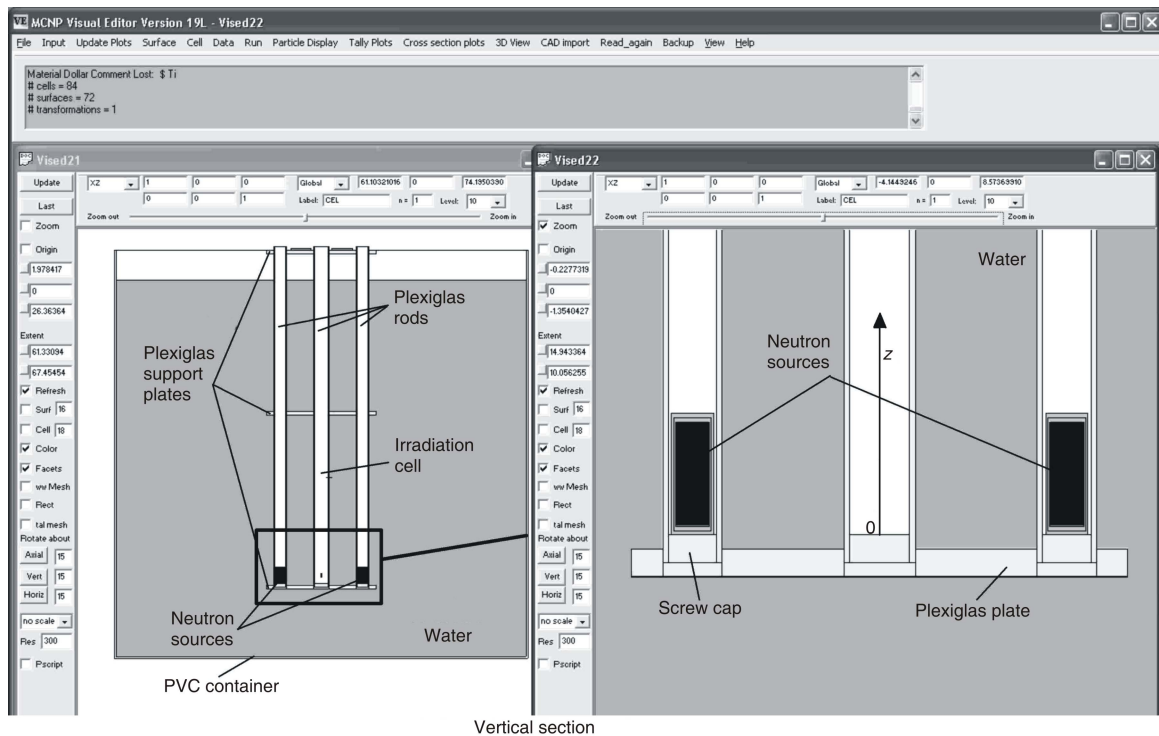 MCNP Visual Editor Version 19L - Vised22
File Input Update Plots Surface Cell Data Run Particle Display Tally Plots Cross section plots 3D View CAD import Read_again Backup View Help
Material Dollar Comment Lost: $ Ti
# cells = 84
# surfaces = 72
# transformations = 1
Vised21
Update XZ 1 0 0 Global 61.10321016 0 74.1950390
Last 0 0 1 Label: CEL n = 1 Level: 10
Zoom out Zoom in
Zoom
Origin
1.978417
0
26.36364
Extent
61.33094
67.45454
Refresh
Surf 16
Cell 18
Color
Facets
ww Mesh
Rect
tal mesh
Rotate about
Axial 15
Vert 15
Horiz 15
no scale
Res 300
Pscript
Plexiglas
rods
Plexiglas
support
plates
Irradiation
cell
Neutron
sources
Water
PVC container
Vised22
Update XZ 1 0 0 Global -4.1449246 0 8.57369910
Last 0 0 1 Label: CEL n = 1 Level: 10
Zoom out Zoom in
Zoom
Origin
-0.2277319
0
-1.3540427
Extent
14.943364
10.056255
Refresh
Surf 16
Cell 18
Color
Facets
ww Mesh
Rect
tal mesh
Rotate about
Axial 15
Vert 15
Horiz 15
no scale
Res 300
Pscript
Water
Neutron
sources
z
0
Screw cap
Plexiglas plate
Vertical section